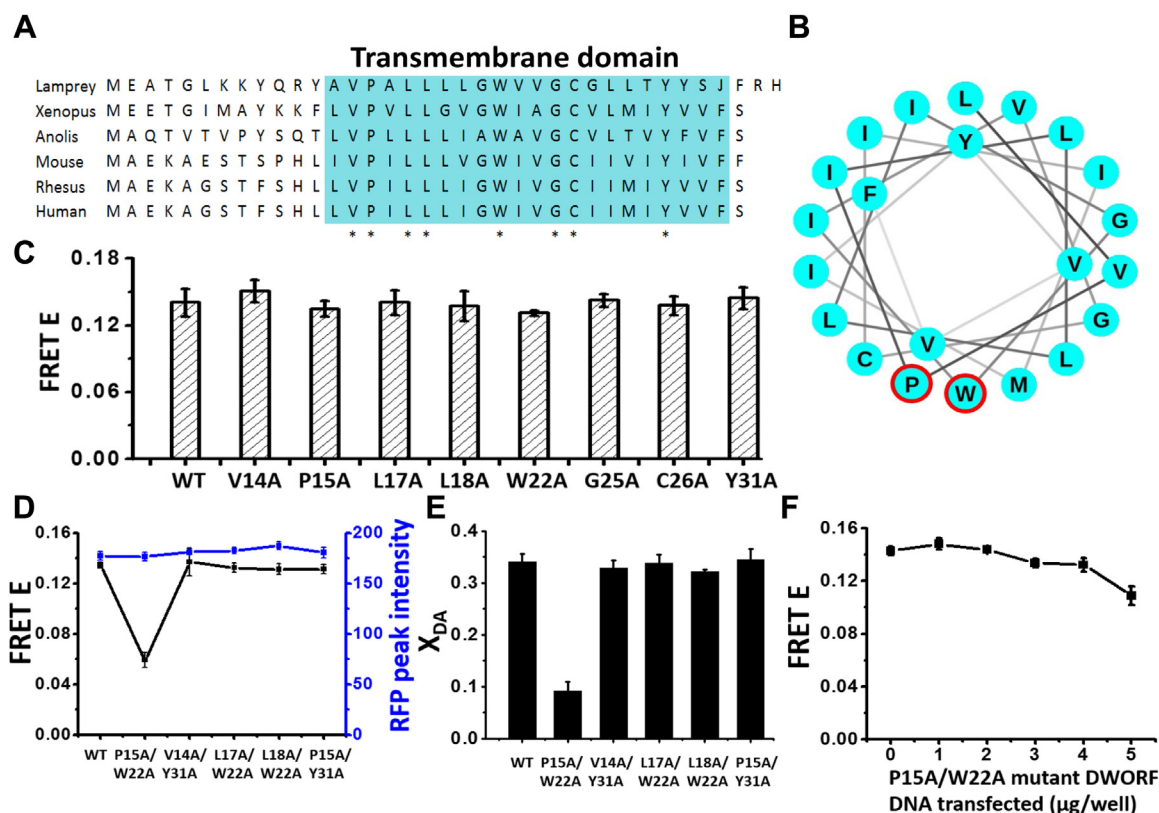 A
Transmembrane domain
Lamprey M E A T G L K K Y Q R Y A V P A L L L L G W V V G C G L L T Y Y S J F R H
Xenopus M E E T G I M A Y K K F L V P V L L G V G W I A G C V L M I Y V V F S
Anolis M A Q T V T V P Y S Q T L V P L L L L I A W A V G C V L T V Y F V F S
Mouse M A E K A E S T S P H L I V P I L L L V G W I V G C I I V I Y I V F F
Rhesus M A E K A G S T F S H L L V P I L L L I G W I V G C I I M I Y V V F S
Human M A E K A G S T F S H L L V P I L L L I G W I V G C I I M I Y V V F S
* * * * * * * *
B
I I L V
I Y L
I F I
I G
I V V
L G
C V L
P W M
C
FRET E
0.18
0.12
0.06
0.00
WT V14A P15A L17A L18A W22A G25A C26A Y31A
D
FRET E
0.16
0.12
0.08
0.04
0.00
RFP peak intensity
200
150
100
50
0
WT P15A/ V14A/ L17A/ L18A/ P15A/
W22A Y31A W22A W22A Y31A
E
XDA
0.4
0.3
0.2
0.1
0.0
WT P15A/ V14A/ L17A/ L18A/ P15A/
W22A Y31A W22A W22A Y31A
F
FRET E
0.16
0.12
0.08
0.04
0.00
0 1 2 3 4 5
P15A/W22A mutant DWORF
DNA transfected (µg/well)